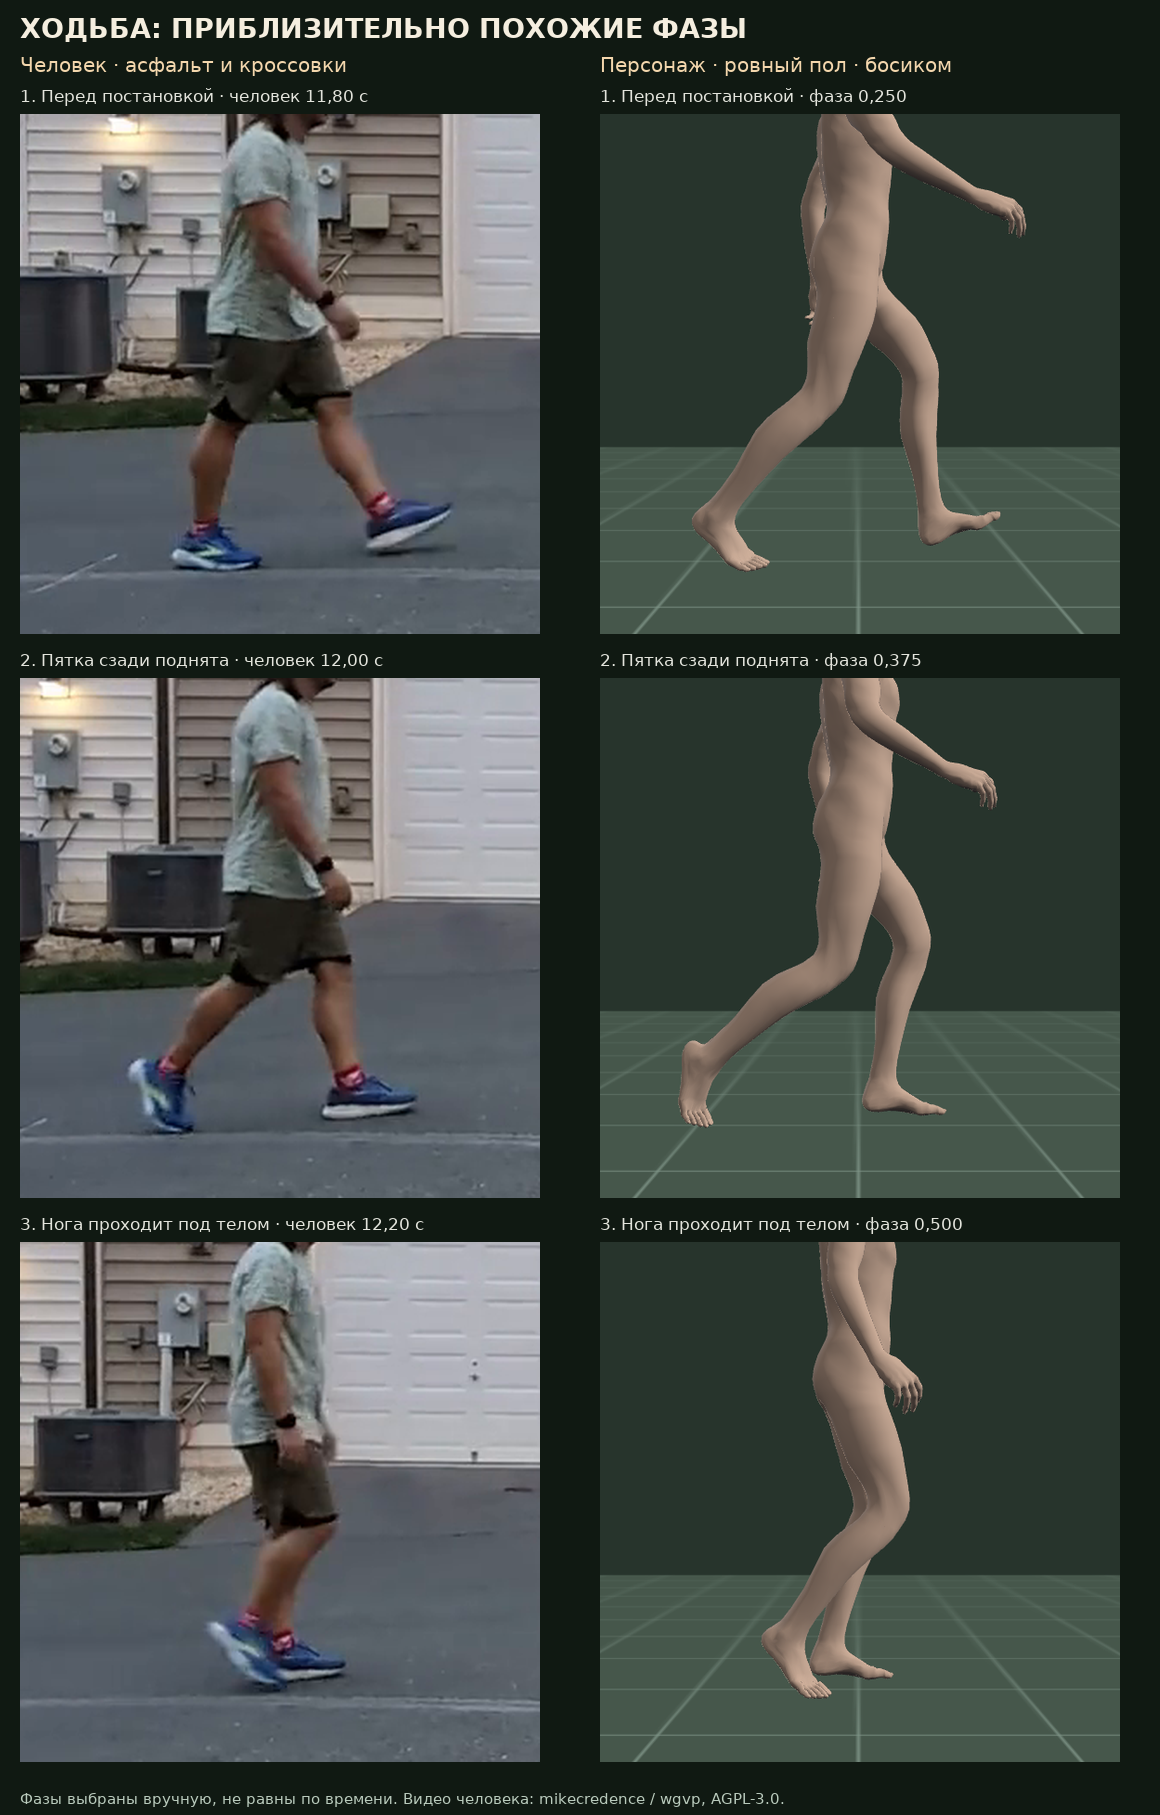 ХОДЬБА: ПРИБЛИЗИТЕЛЬНО ПОХОЖИЕ ФАЗЫ
Человек · асфальт и кроссовки
Персонаж · ровный пол · босиком
1. Перед постановкой · человек 11,80 с
1. Перед постановкой · фаза 0,250
2. Пятка сзади поднята · человек 12,00 с
2. Пятка сзади поднята · фаза 0,375
3. Нога проходит под телом · человек 12,20 с
3. Нога проходит под телом · фаза 0,500
Фазы выбраны вручную, не равны по времени. Видео человека: mikecredence / wgvp, AGPL-3.0.